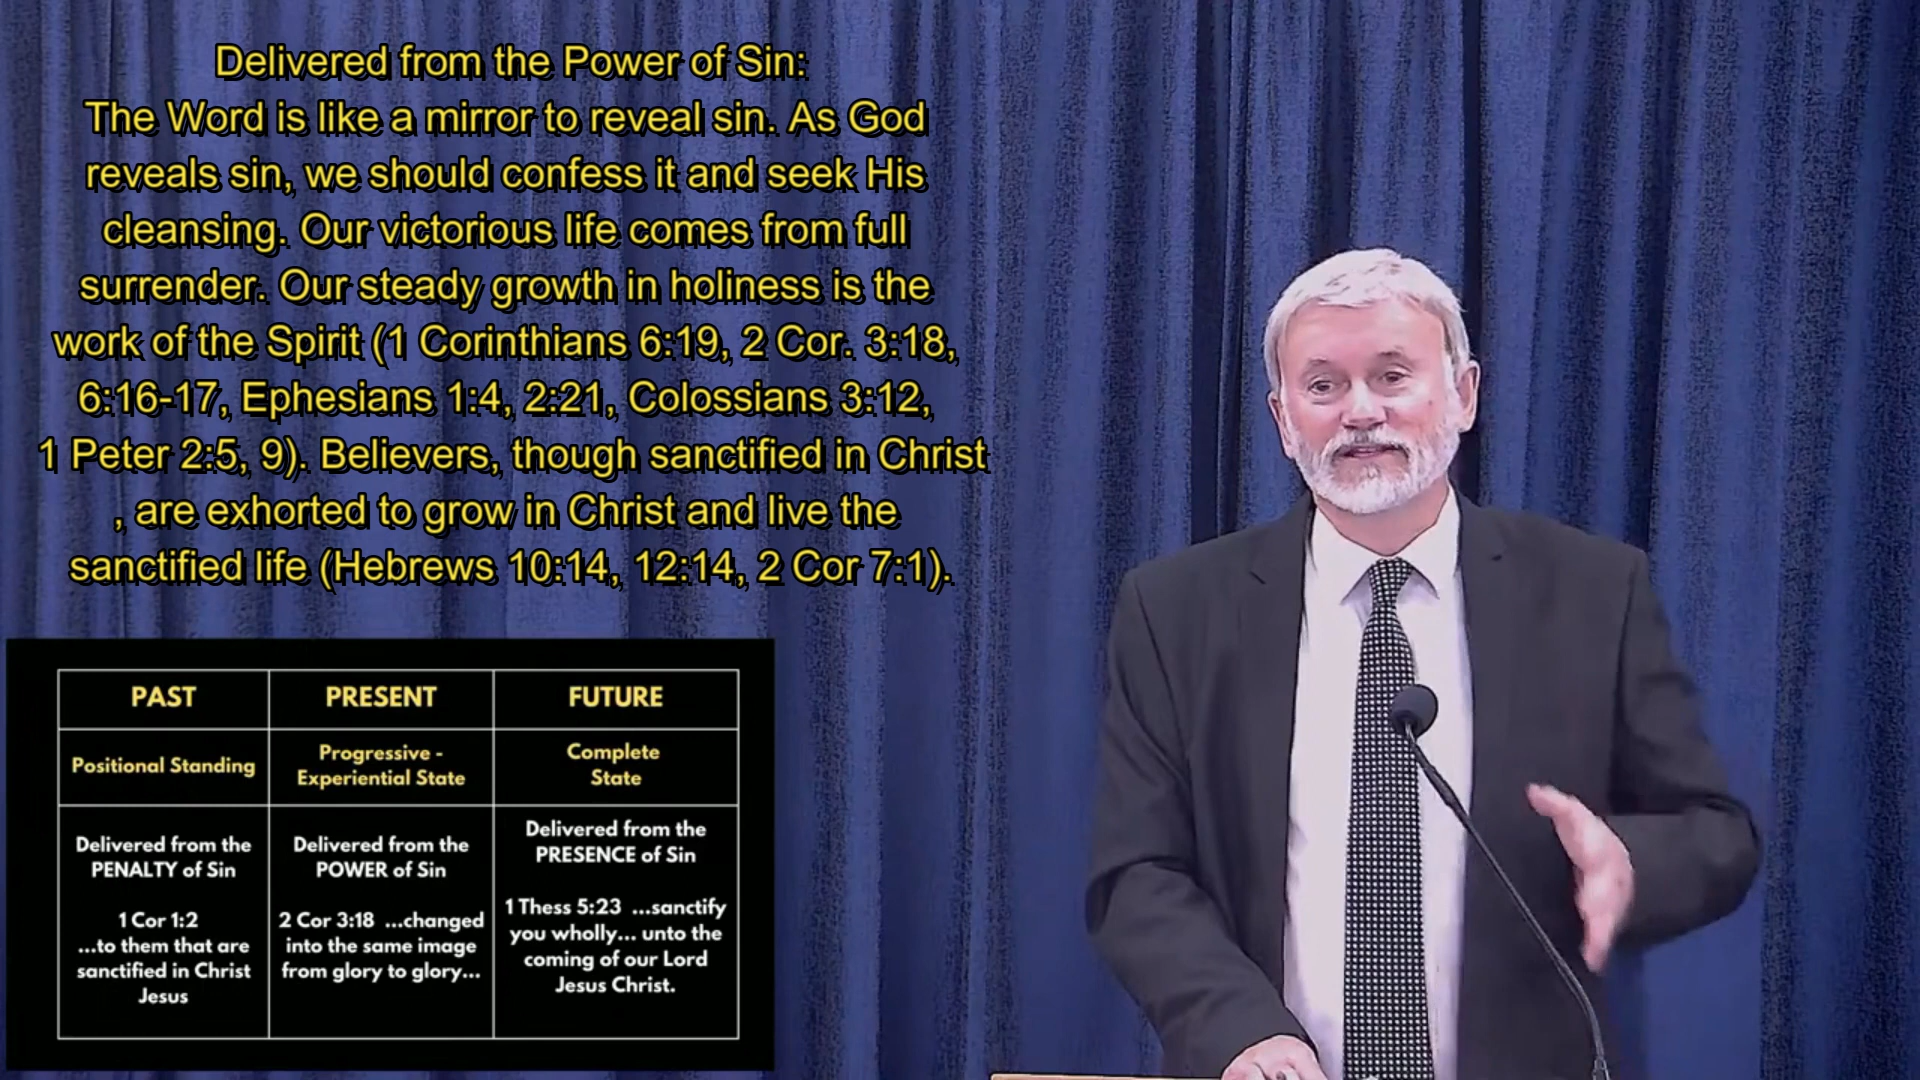 Delivered from the Power of Sin:
The Word is like a mirror to reveal sin. As God
reveals sin, we should confess it and seek His
cleansing. Our victorious life comes from full
surrender. Our steady growth in holiness is the
work of the Spirit (1 Corinthians 6:19, 2 Cor. 3:18,
6:16-17, Ephesians 1:4, 2:21, Colossians 3:12,
1 Peter 2:5, 9). Believers, though sanctified in Christ
, are exhorted to grow in Christ and live the
sanctified life (Hebrews 10:14, 12:14, 2 Cor 7:1).
PAST
PRESENT
FUTURE
Positional Standing
Progressive -
Experiential State
Complete
State
Delivered from the
PENALTY of Sin
1 Cor 1:2
...to them that are
sanctified in Christ
Jesus
Delivered from the
POWER of Sin
2 Cor 3:18 ...changed
into the same image
from glory to glory...
Delivered from the
PRESENCE of Sin
1 Thess 5:23 ...sanctify
you wholly... unto the
coming of our Lord
Jesus Christ.